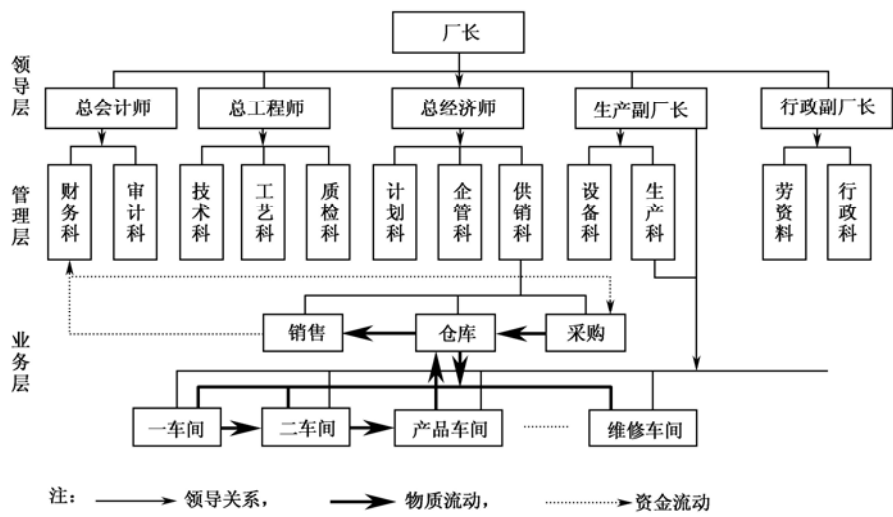 厂长
领导层
总会计师
总工程师
总经济师
生产副厂长
行政副厂长
管理层
财务科
审计科
技术科
工艺科
质检科
计划科
企管科
供销科
设备科
生产科
劳资料
行政科
业务层
销售
仓库
采购
一车间
二车间
产品车间
维修车间
注： 领导关系， 物质流动， 资金流动